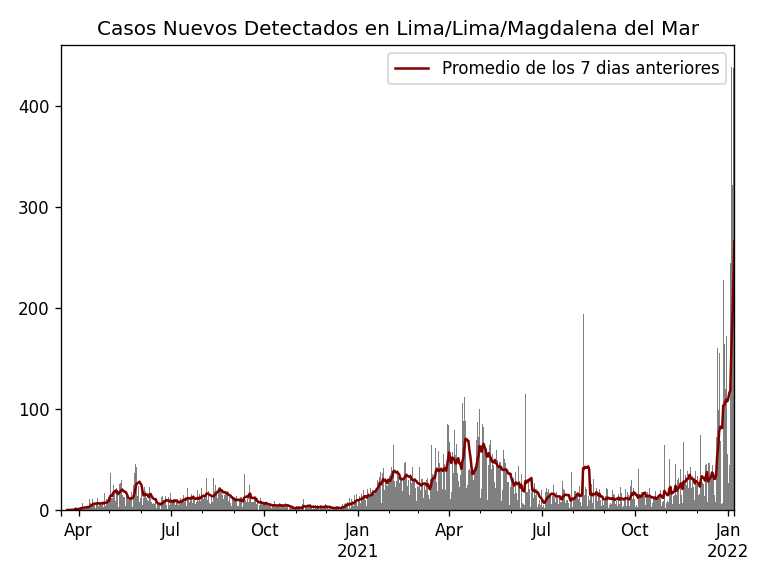 Casos Nuevos Detectados en Lima/Lima/Magdalena del Mar
Promedio de los 7 dias anteriores
400
300
200
100
0
Apr Jul Oct Jan Apr Jul Oct Jan
2021 2022